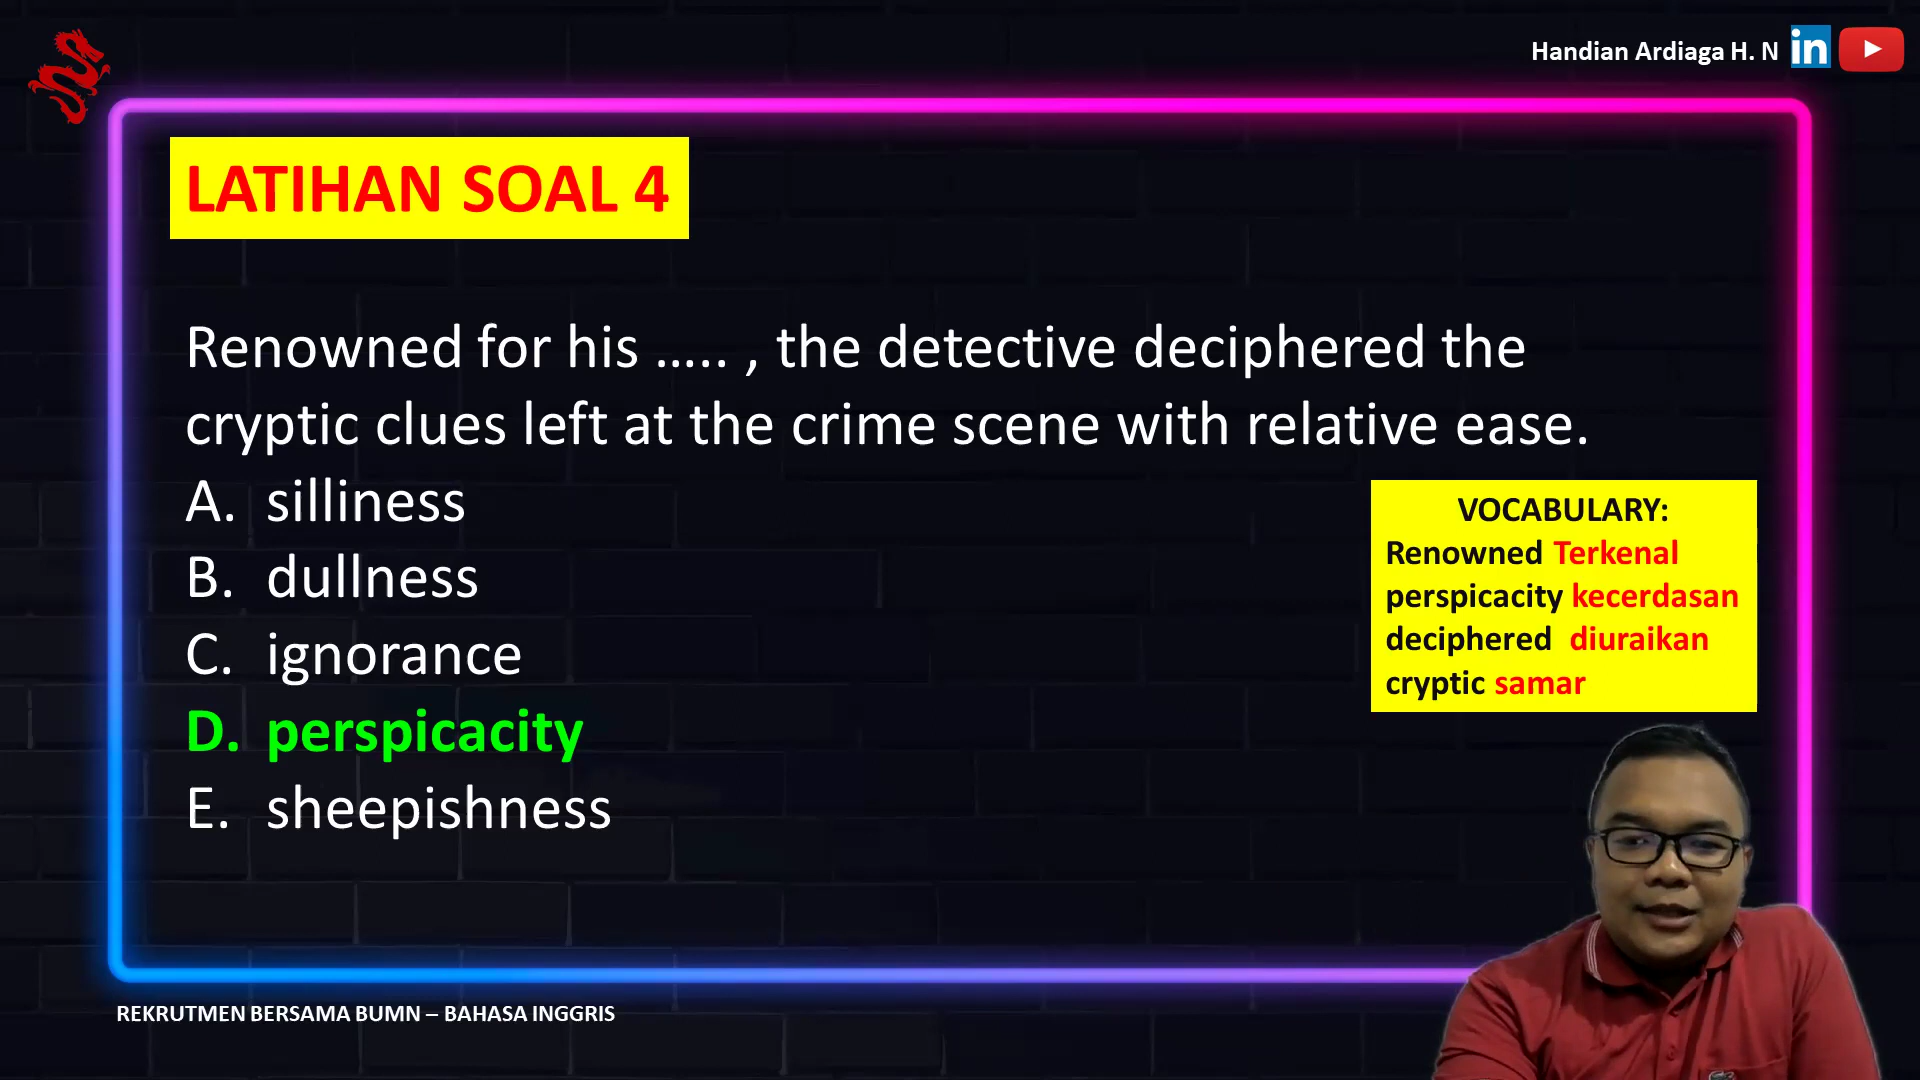 Handian Ardiaga H. N in
LATIHAN SOAL 4
Renowned for his ..... , the detective deciphered the
cryptic clues left at the crime scene with relative ease.
A. silliness
B. dullness
C. ignorance
D. perspicacity
E. sheepishness
VOCABULARY:
Renowned Terkenal
perspicacity kecerdasan
deciphered diuraikan
cryptic samar
REKRUTMEN BERSAMA BUMN – BAHASA INGGRIS